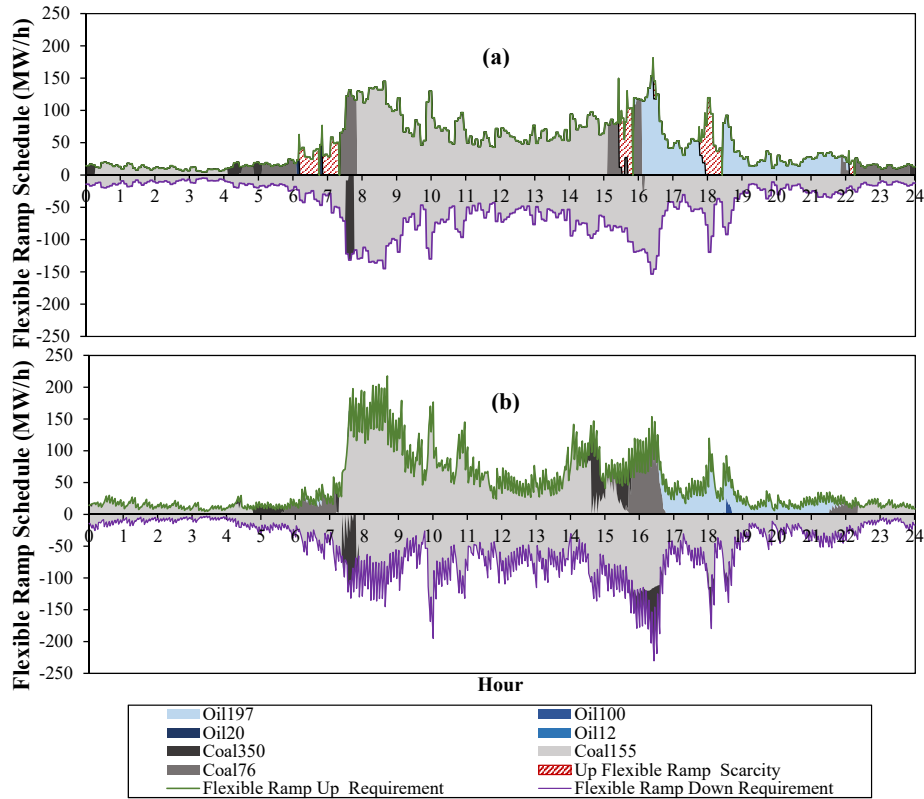 Flexible Ramp Schedule (MW/h)
250
200
150
100
50
0
-50
-100
-150
-200
-250
(a)
0 1 2 3 4 5 6 7 8 9 10 11 12 13 14 15 16 17 18 19 20 21 22 23 24
Flexible Ramp Schedule (MW/h)
250
200
150
100
50
0
-50
-100
-150
-200
-250
(b)
0 1 2 3 4 5 6 7 8 9 10 11 12 13 14 15 16 17 18 19 20 21 22 23 24
Hour
Oil197 Oil100
Oil20 Oil12
Coal350 Coal155
Coal76 Up Flexible Ramp Scarcity
Flexible Ramp Up Requirement Flexible Ramp Down Requirement